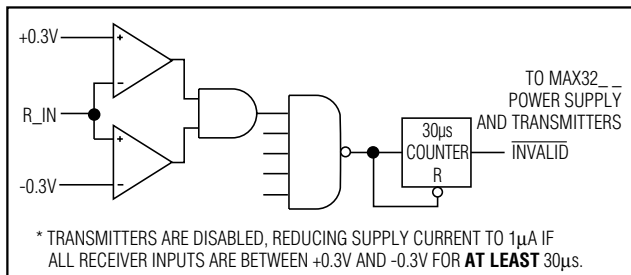 +0.3V
R_IN
-0.3V
30µs
COUNTER
R
TO MAX32_ _
POWER SUPPLY
AND TRANSMITTERS
INVALID
* TRANSMITTERS ARE DISABLED, REDUCING SUPPLY CURRENT TO 1µA IF
ALL RECEIVER INPUTS ARE BETWEEN +0.3V AND -0.3V FOR AT LEAST 30µs.
+
-
+
-